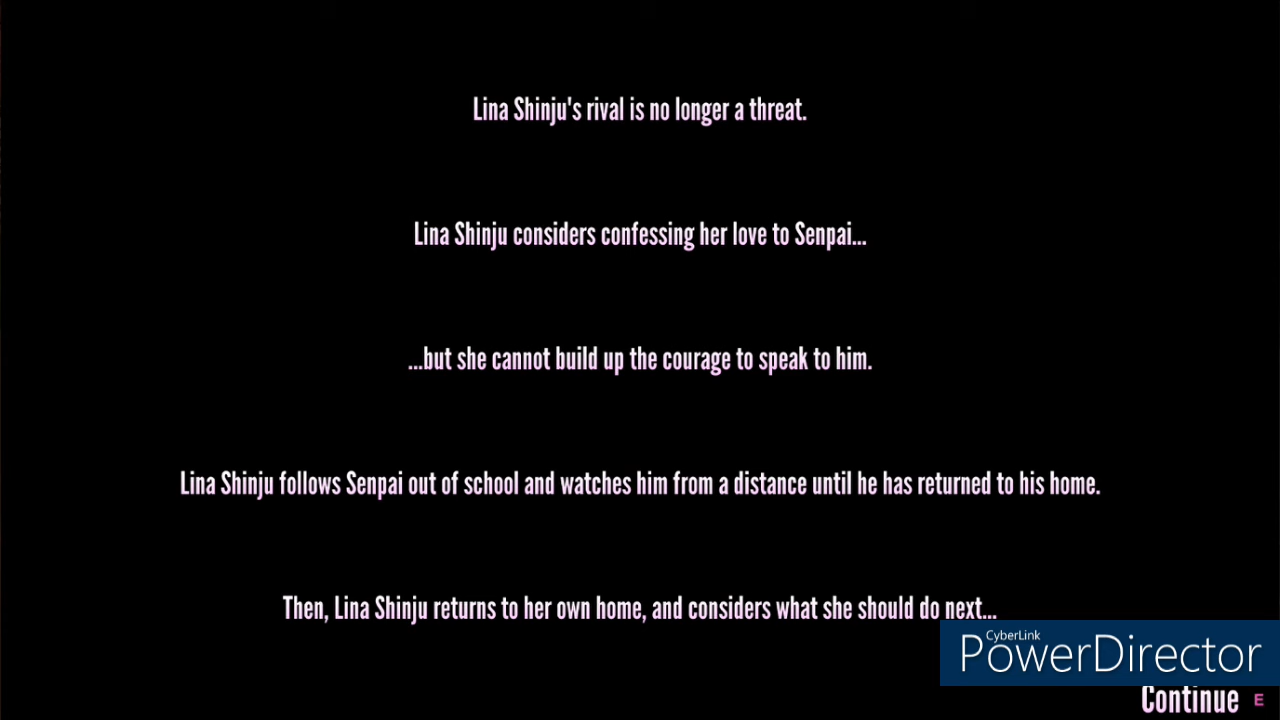 Lina Shinju's rival is no longer a threat.
Lina Shinju considers confessing her love to Senpai...
...but she cannot build up the courage to speak to him.
Lina Shinju follows Senpai out of school and watches him from a distance until he has returned to his home.
Then, Lina Shinju returns to her own home, and considers what she should do next...
CyberLink
PowerDirector
Continue E